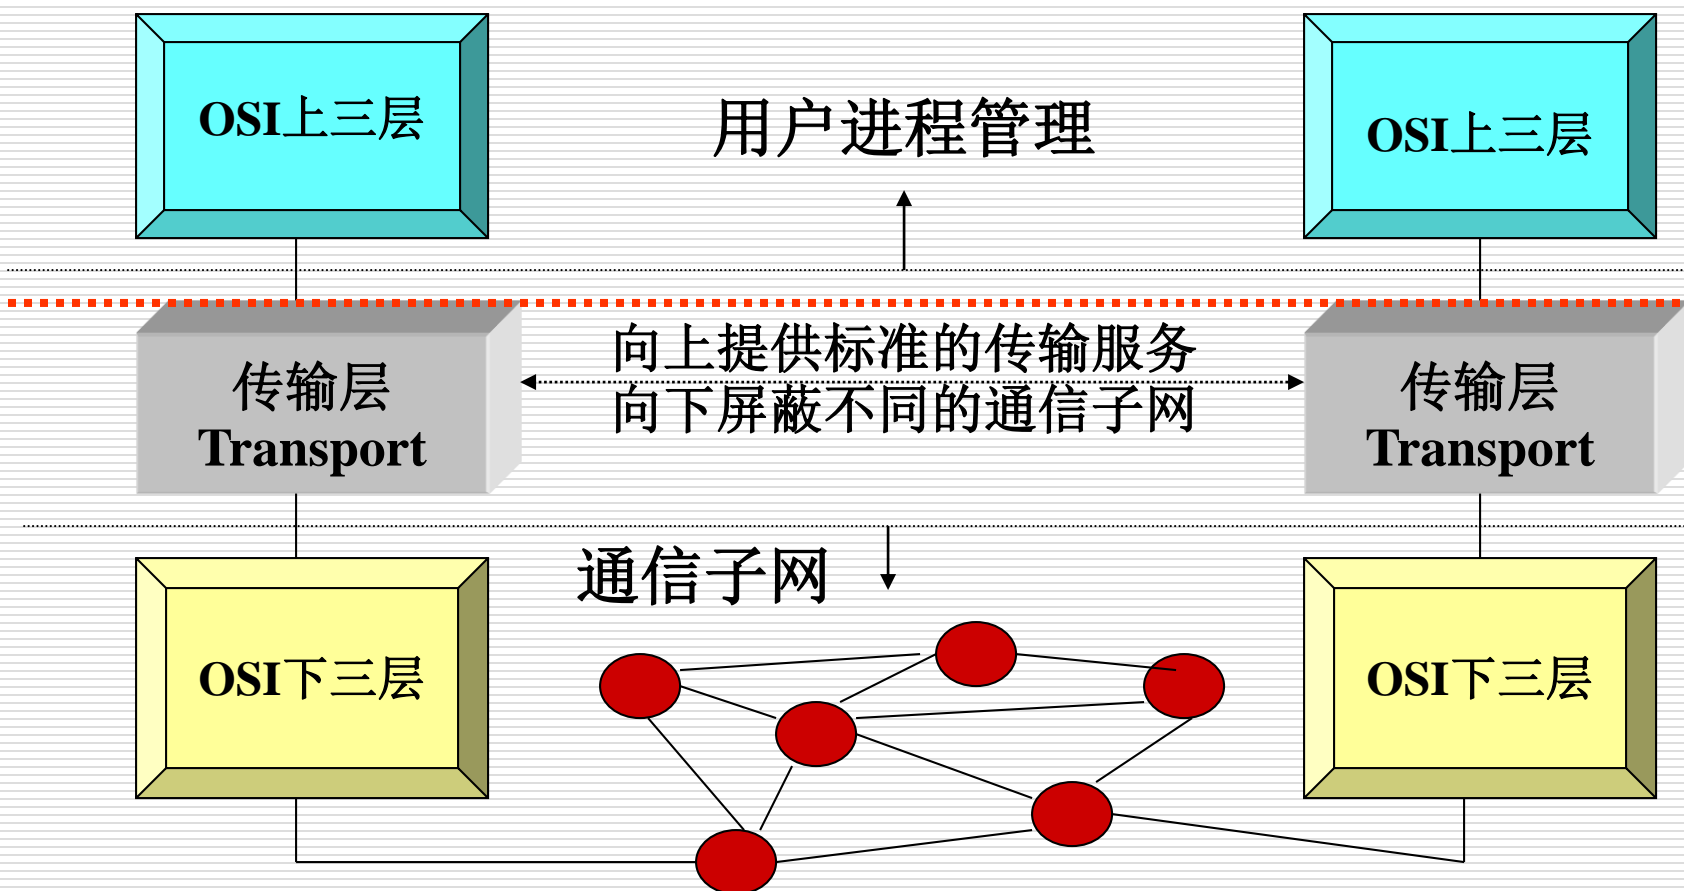 OSI上三层
用户进程管理
OSI上三层
传输层
Transport
向上提供标准的传输服务
向下屏蔽不同的通信子网
传输层
Transport
通信子网
OSI下三层
OSI下三层